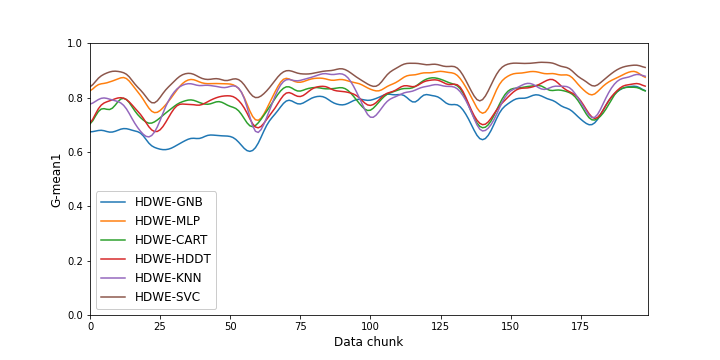 1.0
0.8
0.6
0.4
0.2
0.0
G-mean1
HDWE-GNB
HDWE-MLP
HDWE-CART
HDWE-HDDT
HDWE-KNN
HDWE-SVC
0 25 50 75 100 125 150 175
Data chunk